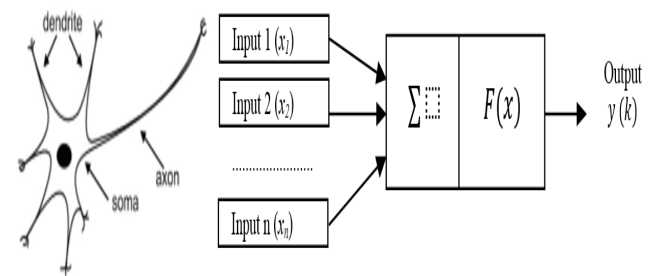 dendrite
axon
soma
Input 1 (x₁)
Input 2 (x₂)
..........................
Input n (xₙ)
∑
F(x)
Output
y (k)